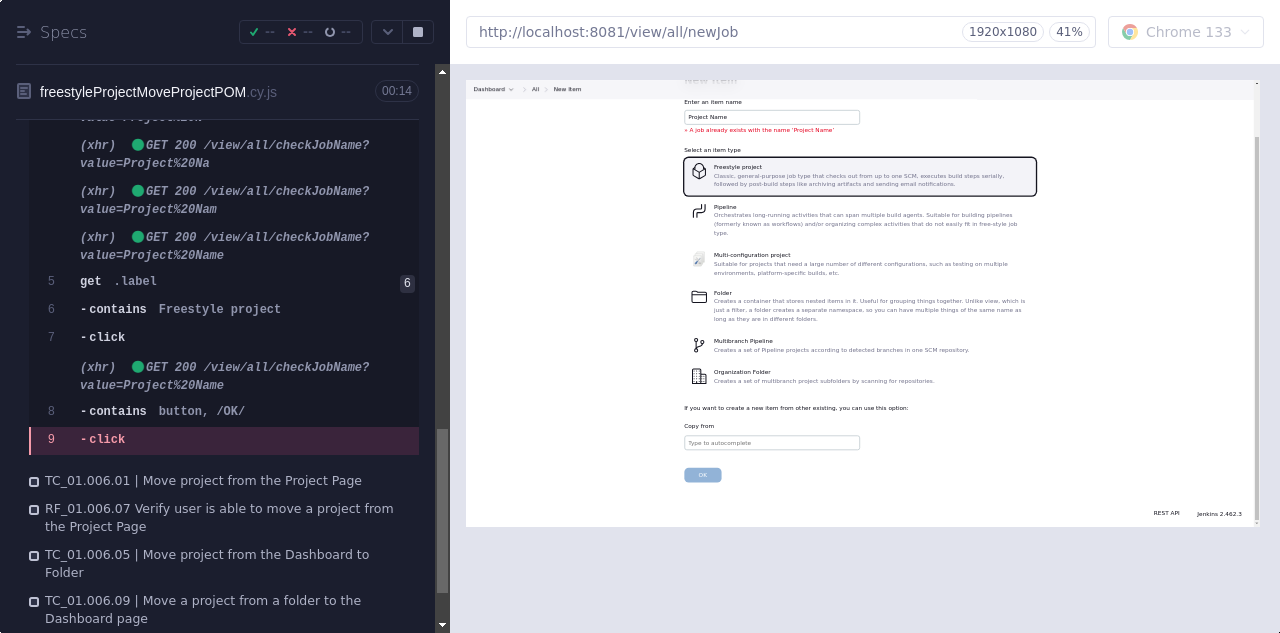 Specs
--
--
--
http://localhost:8081/view/all/newJob
1920x1080
41%
Chrome 133
freestyleProjectMoveProjectPOM.cy.js
00:14
(xhr) GET 200 /view/all/checkJobName?
value=Project%20Na
(xhr) GET 200 /view/all/checkJobName?
value=Project%20Nam
(xhr) GET 200 /view/all/checkJobName?
value=Project%20Name
5 get .label 6
6 -contains Freestyle project
7 -click
(xhr) GET 200 /view/all/checkJobName?
value=Project%20Name
8 -contains button, /OK/
9 -click
TC_01.006.01 | Move project from the Project Page
RF_01.006.07 Verify user is able to move a project from
the Project Page
TC_01.006.05 | Move project from the Dashboard to
Folder
TC_01.006.09 | Move a project from a folder to the
Dashboard page
New Item
Dashboard
All
New Item
Enter an item name
Project Name
» A job already exists with the name 'Project Name'
Select an item type
Freestyle project
Classic, general-purpose job type that checks out from up to one SCM, executes build steps serially,
followed by post-build steps like archiving artifacts and sending email notifications.
Pipeline
Orchestrates long-running activities that can span multiple build agents. Suitable for building pipelines
(formerly known as workflows) and/or organizing complex activities that do not easily fit in free-style job
type.
Multi-configuration project
Suitable for projects that need a large number of different configurations, such as testing on multiple
environments, platform-specific builds, etc.
Folder
Creates a container that stores nested items in it. Useful for grouping things together. Unlike view, which is
just a filter, a folder creates a separate namespace, so you can have multiple things of the same name as
long as they are in different folders.
Multibranch Pipeline
Creates a set of Pipeline projects according to detected branches in one SCM repository.
Organization Folder
Creates a set of multibranch project subfolders by scanning for repositories.
If you want to create a new item from other existing, you can use this option:
Copy from
Type to autocomplete
OK
REST API
Jenkins 2.462.3